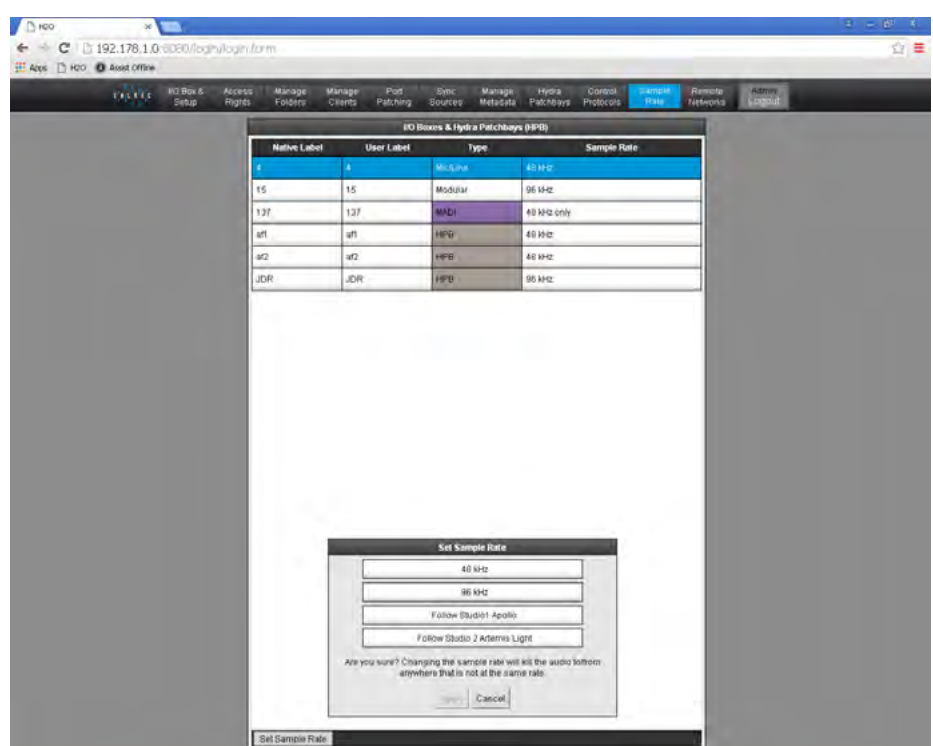 H2O
192.178.1.0:8080/login/login.form
Apps H2O Assist Offline
CALREC
I/O Box & Setup Access Rights Manage Folders Manage Clients Port Patching Sync Sources Manage Metadata Hydra Patchbays Control Protocols Sample Rate Remote Networks Admin Logout
I/O Boxes & Hydra Patchbays (HPB)
Native Label User Label Type Sample Rate
4 4 Mic/Line 48 kHz
15 15 Modular 96 kHz
137 137 MADI 48 kHz only
aft aft HPB 48 kHz
af2 af2 HPB 48 kHz
JDR JDR HPB 96 kHz
Set Sample Rate
48 kHz
96 kHz
Follow Studio1 Apollo
Follow Studio 2 Artemis Light
Are you sure? Changing the sample rate will kill the audio to/from
anywhere that is not at the same rate.
Apply Cancel
Set Sample Rate